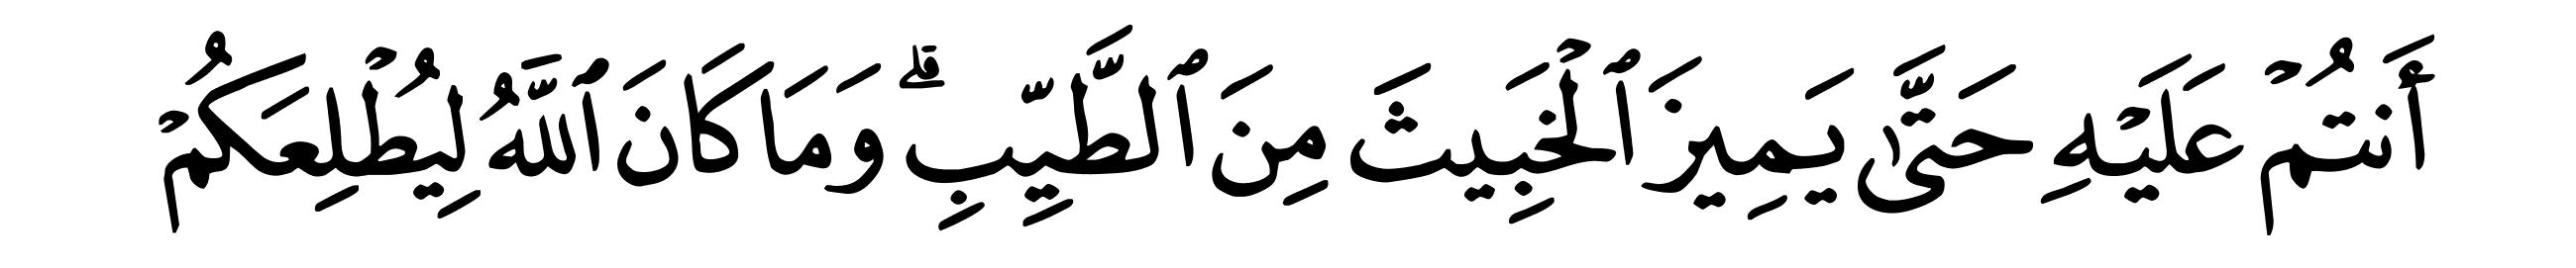 أَنتُمۡ عَلَيۡهِ حَتَّىٰ يَمِيزَ ٱلۡخَبِيثَ مِنَ ٱلطَّيِّبِۗ وَمَا كَانَ ٱللَّهُ لِيُطۡلِعَكُمۡ